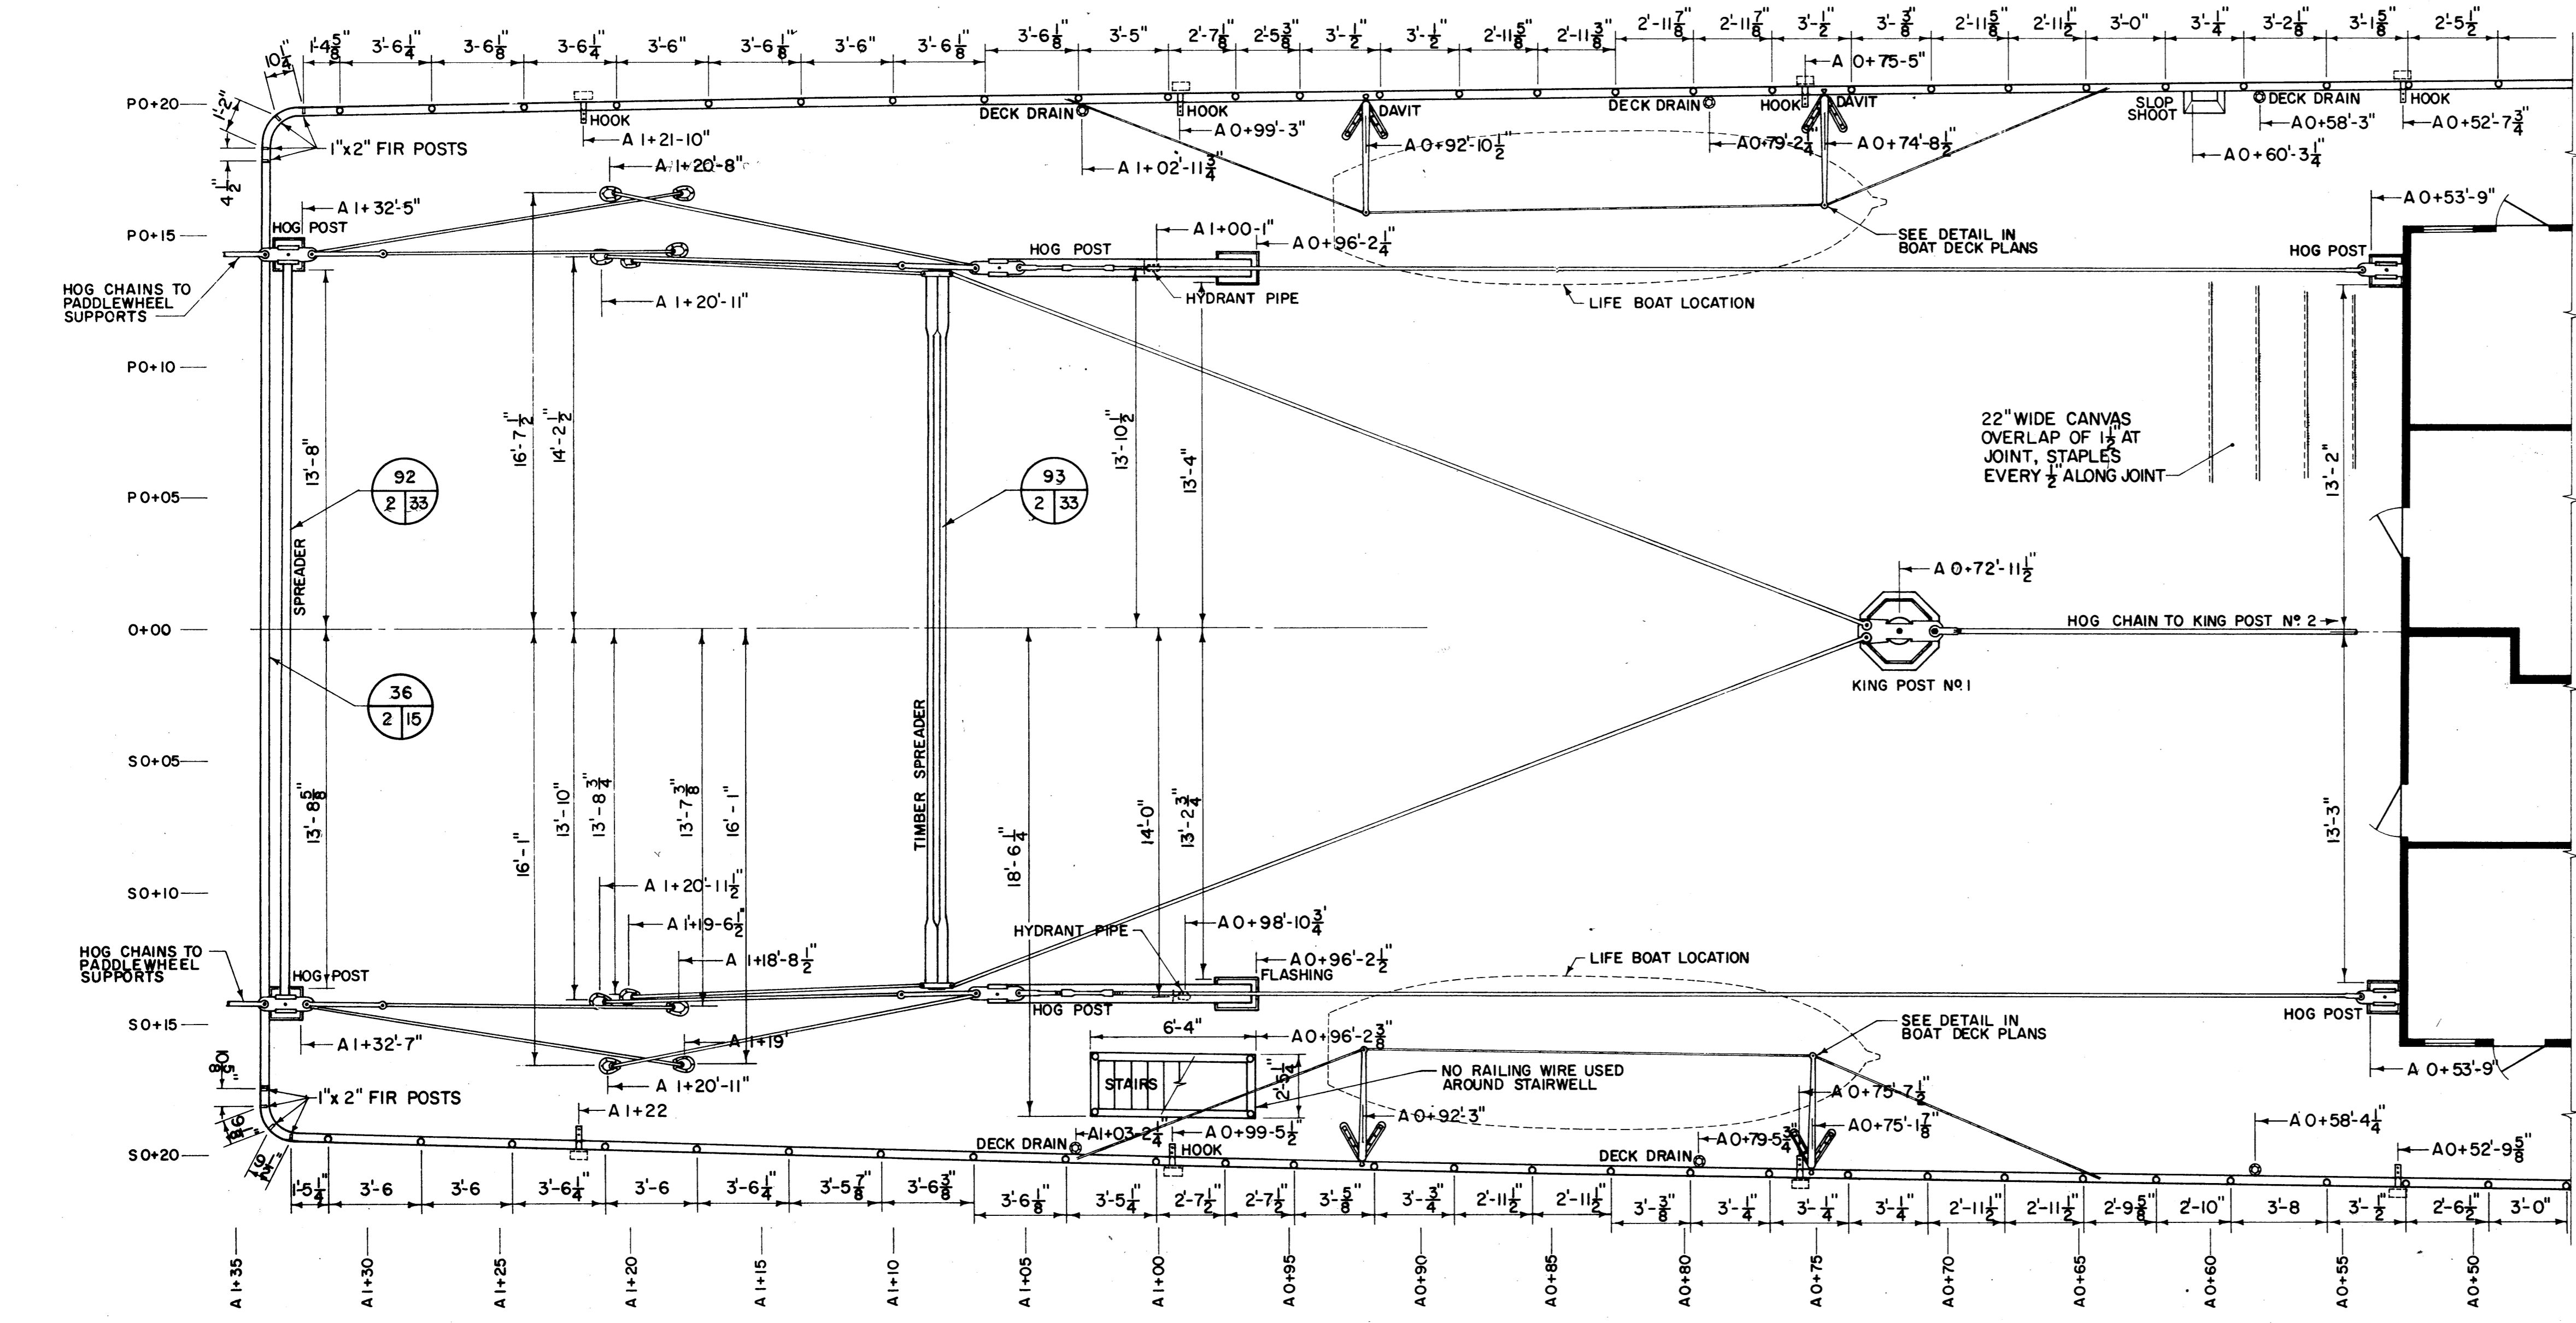 10 1/4"
1'-4 5/8"
3'-6 1/4"
3'-6 1/8"
3'-6 1/4"
3'-6"
3'-6 1/8"
3'-6"
3'-6 1/8"
3'-6 1/8"
3'-5"
2'-7 1/8"
2'-5 3/8"
3'-1/2"
3'-1/2"
2'-11 5/8"
2'-11 3/8"
2'-11 7/8"
2'-11 7/8"
3'-1/2"
3'-3/8"
2'-11 5/8"
2'-11 1/2"
3'-0"
3'-1/4"
3'-2 1/8"
3'-1 5/8"
2'-5 1/2"
A 0+75-5"
1'-2"
P0+20
HOOK
DECK DRAIN
HOOK
DAVIT
DECK DRAIN
HOOK
DAVIT
SLOP
SHOOT
DECK DRAIN
HOOK
1"x2" FIR POSTS
A 1+21-10"
A 0+99'-3"
A 0+92'-10 1/2"
A 0+79'-2 1/4"
A 0+74'-8 1/2"
A 0+58'-3"
A 0+52'-7 3/4"
A 0+60'-3 1/4"
4 1/2"
A 1+20'-8"
A 1+02'-11 3/4"
A 1+32'-5"
A 0+53'-9"
HOG POST
P0+15
A 1+00-1"
A 0+96'-2 1/4"
HOG POST
SEE DETAIL IN
BOAT DECK PLANS
HOG POST
HOG CHAINS TO
PADDLEWHEEL
SUPPORTS
A 1+20'-11"
HYDRANT PIPE
LIFE BOAT LOCATION
P0+10
13'-8"
16'-7 1/2"
14'-2 1/2"
13'-10 1/2"
13'-4"
22" WIDE CANVAS
OVERLAP OF 1 1/2" AT
JOINT, STAPLES
EVERY 1/2" ALONG JOINT
13'-2"
92
2 33
93
2 33
P0+05
SPREADER
A 0+72'-11 1/2"
0+00
HOG CHAIN TO KING POST Nº 2
36
2 15
KING POST Nº 1
S0+05
TIMBER SPREADER
13'-8 5/8"
16'-1"
13'-10"
13'-8 3/4"
13'-7 3/8"
16'-1"
18'-6 1/4"
14'-0"
13'-2 3/4"
13'-3"
S0+10
A 1+20'-11 1/2"
A 1'+19-6 1/2"
A 1+18'-8 1/2"
HYDRANT PIPE
A 0+98'-10 3/4'
A 0+96'-2 1/2"
FLASHING
LIFE BOAT LOCATION
HOG CHAINS TO
PADDLEWHEEL
SUPPORTS
HOG POST
HOG POST
HOG POST
S0+15
A 1+32'-7"
A 1+19'
6'-4"
A 0+96'-2 3/8"
SEE DETAIL IN
BOAT DECK PLANS
10 5/8"
A 1+20'-11"
STAIRS
2'-5 1/4"
NO RAILING WIRE USED
AROUND STAIRWELL
A 0+53'-9"
1"x 2" FIR POSTS
A 1+22
A 0+92'-3"
A 0+75'-7 1/2"
A 0+75'-1 7/8"
A 0+58'-4 1/4"
DECK DRAIN
A1+03-2 1/4"
A 0+99-5 1/2"
HOOK
DECK DRAIN
A 0+79-5 3/4"
A 0+52'-9 5/8"
S0+20
1'-5 1/4"
3'-6
3'-6
3'-6 1/4"
3'-6
3'-6 1/4"
3'-5 7/8"
3'-6 3/8"
3'-6 1/8"
3'-5 1/4"
2'-7 1/2"
2'-7 1/2"
3'-5/8"
3'-3/4"
2'-11 1/2"
2'-11 1/2"
3'-3/8"
3'-1/4"
3'-1/4"
3'-1/4"
2'-11 1/2"
2'-11 1/2"
2'-9 5/8"
2'-10"
3'-8
3'-1/2"
2'-6 1/2"
3'-0"
A 1+35
A 1+30
A 1+25
A 1+20
A 1+15
A 1+10
A 1+05
A 1+00
A 0+95
A 0+90
A 0+85
A 0+80
A 0+75
A 0+70
A 0+65
A 0+60
A 0+55
A 0+50